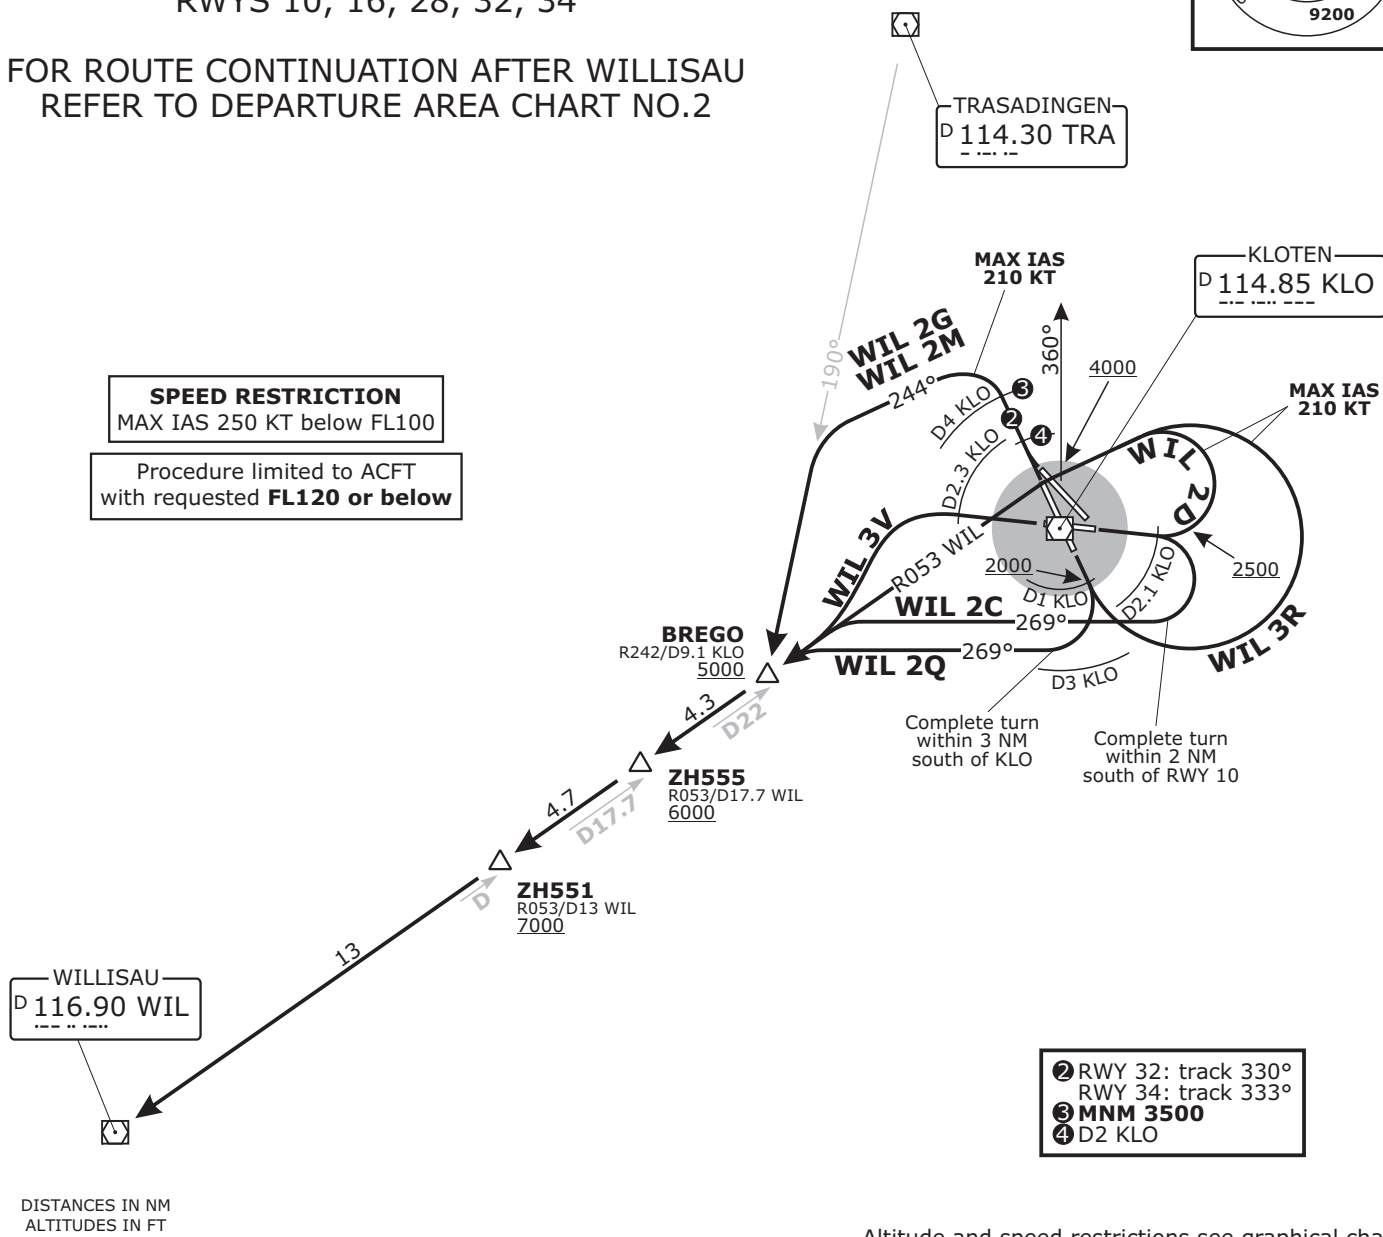 RWYS 10, 16, 28, 32, 34
FOR ROUTE CONTINUATION AFTER WILLISAU
REFER TO DEPARTURE AREA CHART NO.2
9200
TRASADINGEN
D 114.30 TRA
KLOTEN
D 114.85 KLO
MAX IAS
210 KT
360°
4000
MAX IAS
210 KT
190°
WIL 2G
WIL 2M
244°
D4 KLO
3
2
4
D2.3 KLO
WIL 2D
SPEED RESTRICTION
MAX IAS 250 KT below FL100
Procedure limited to ACFT
with requested FL120 or below
WIL 3V
R053 WIL
2000
2500
D1 KLO
D2.1 KLO
WIL 2C
269°
WIL 3R
BREGO
R242/D9.1 KLO
5000
WIL 2Q
269°
D3 KLO
Complete turn
within 3 NM
south of KLO
Complete turn
within 2 NM
south of RWY 10
4.3
D22
ZH555
R053/D17.7 WIL
6000
4.7
D17.7
ZH551
R053/D13 WIL
7000
D
13
WILLISAU
D 116.90 WIL
2 RWY 32: track 330°
RWY 34: track 333°
3 MNM 3500
4 D2 KLO
DISTANCES IN NM
ALTITUDES IN FT